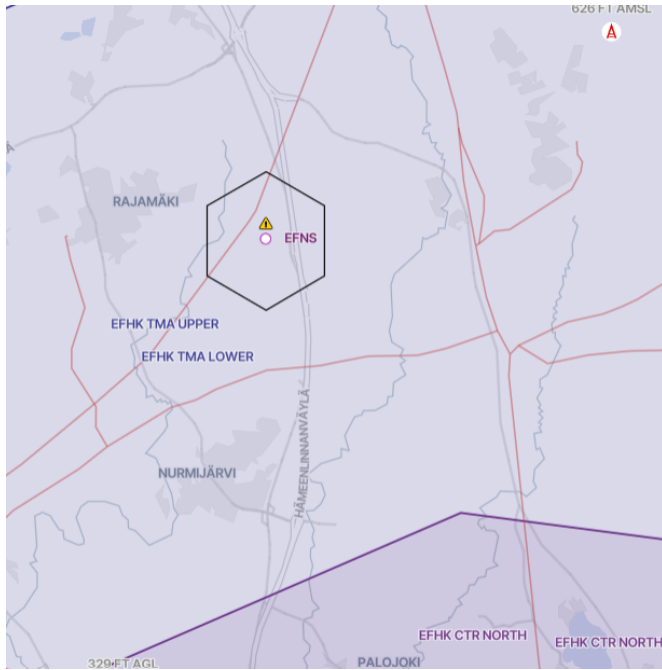 626 FT AMSL
RAJAMÄKI
EFNS
EFHK TMA UPPER
EFHK TMA LOWER
HÄMEENLINNANVÄYLÄ
NURMIJÄRVI
EFHK CTR NORTH
EFHK CTR NORTH
329 FT AGL
PALOJOKI